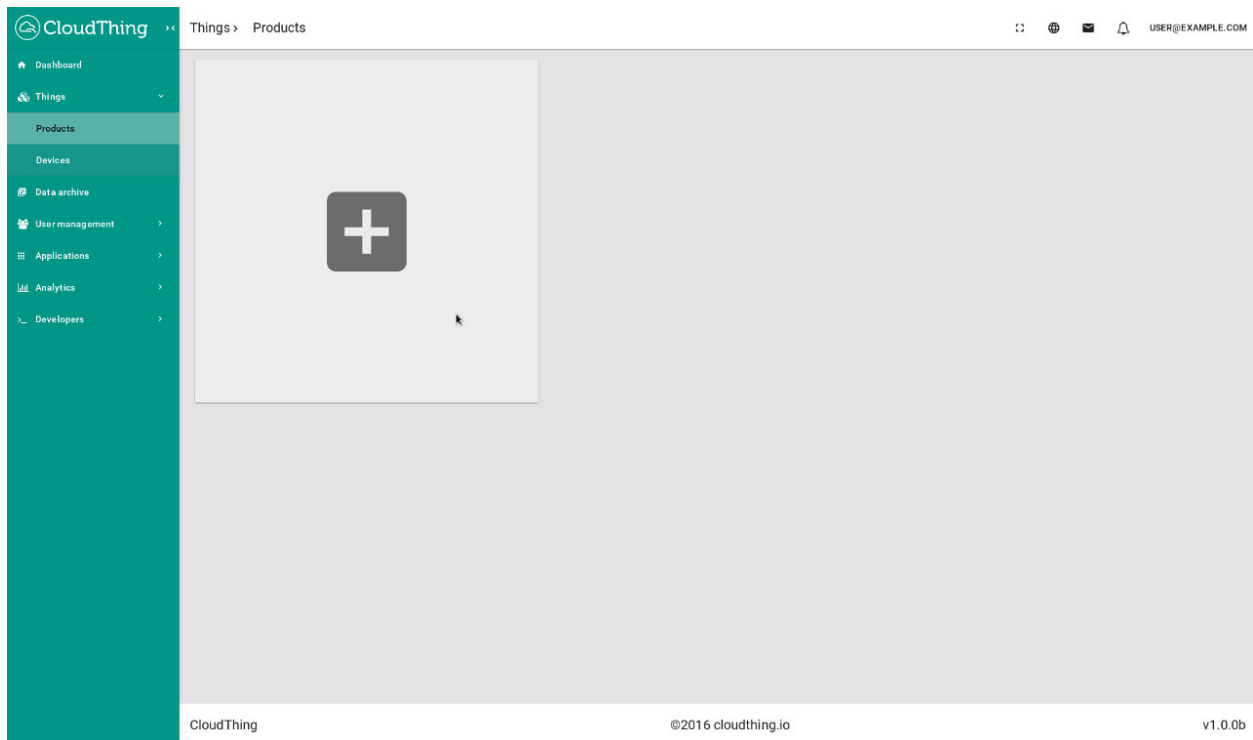 CloudThing
Things › Products
USER@EXAMPLE.COM
Dashboard
Things
Products
Devices
Data archive
User management
Applications
Analytics
Developers
CloudThing
©2016 cloudthing.io
v1.0.0b